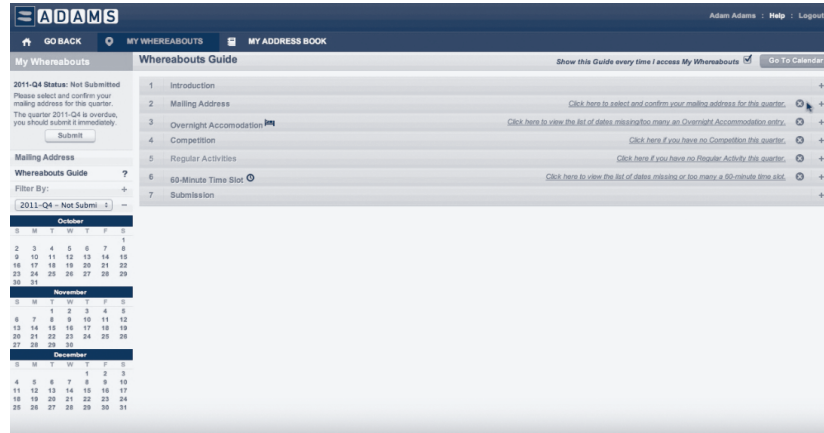 ADAMS
Adam Adams : Help : Logout
GO BACK MY WHEREABOUTS MY ADDRESS BOOK
My Whereabouts
Whereabouts Guide
Show this Guide every time I access My Whereabouts
Go To Calendar
2011-Q4 Status: Not Submitted
Please select and confirm your
mailing address for this quarter.
The quarter 2011-Q4 is overdue,
you should submit it immediately.
Submit
Mailing Address
Whereabouts Guide ?
Filter By: +
2011-Q4 - Not Submi −
October
S M T W T F S
1
2 3 4 5 6 7 8
9 10 11 12 13 14 15
16 17 18 19 20 21 22
23 24 25 26 27 28 29
30 31
November
S M T W T F S
1 2 3 4 5
6 7 8 9 10 11 12
13 14 15 16 17 18 19
20 21 22 23 24 25 26
27 28 29 30
December
S M T W T F S
1 2 3
4 5 6 7 8 9 10
11 12 13 14 15 16 17
18 19 20 21 22 23 24
25 26 27 28 29 30 31
1 Introduction +
2 Mailing Address Click here to select and confirm your mailing address for this quarter. +
3 Overnight Accomodation Click here to view the list of dates missing/too many an Overnight Accommodation entry. +
4 Competition Click here if you have no Competition this quarter. +
5 Regular Activities Click here if you have no Regular Activity this quarter. +
6 60-Minute Time Slot Click here to view the list of dates missing or too many a 60-minute time slot. +
7 Submission +